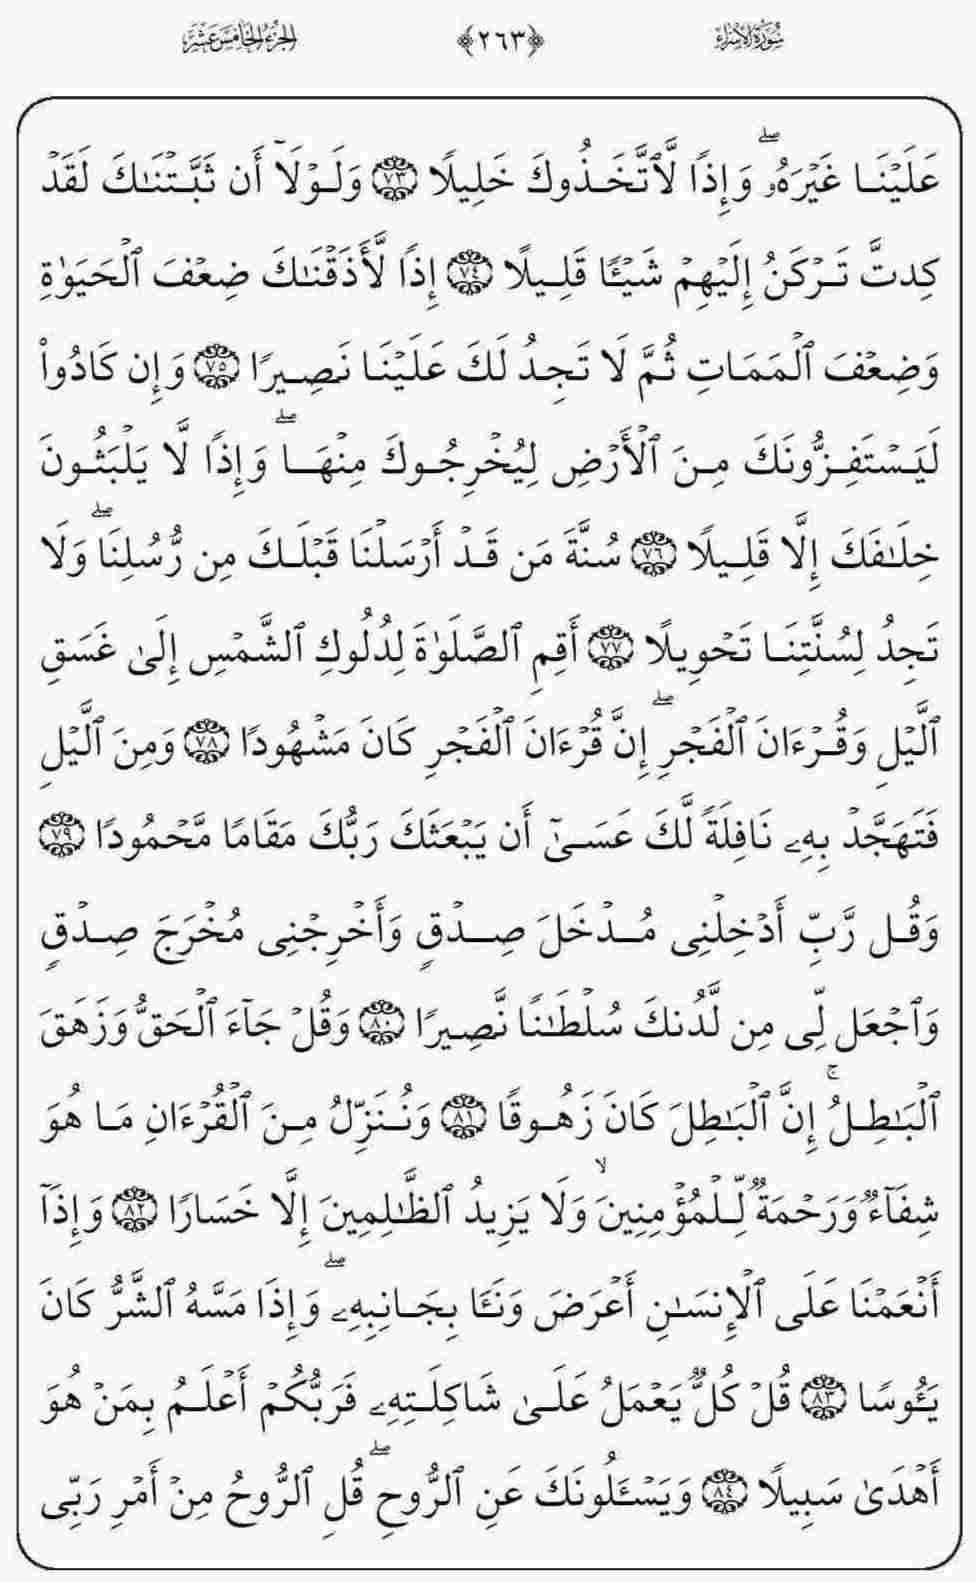 سُورَةُ الإِسْرَاء ﴿٢٦٣﴾ الجُزْءُ الخَامِسَ عَشَرَ
عَلَيْنَا غَيْرَهُۥۖ وَإِذًا لَّٱتَّخَذُوكَ خَلِيلًا ٧٣ وَلَوْلَآ أَن ثَبَّتْنَٰكَ لَقَدْ
كِدتَّ تَرْكَنُ إِلَيْهِمْ شَيْـًٔا قَلِيلًا ٧٤ إِذًا لَّأَذَقْنَٰكَ ضِعْفَ ٱلْحَيَوٰةِ
وَضِعْفَ ٱلْمَمَاتِ ثُمَّ لَا تَجِدُ لَكَ عَلَيْنَا نَصِيرًا ٧٥ وَإِن كَادُوا۟
لَيَسْتَفِزُّونَكَ مِنَ ٱلْأَرْضِ لِيُخْرِجُوكَ مِنْهَاۖ وَإِذًا لَّا يَلْبَثُونَ
خِلَٰفَكَ إِلَّا قَلِيلًا ٧٦ سُنَّةَ مَن قَدْ أَرْسَلْنَا قَبْلَكَ مِن رُّسُلِنَاۖ وَلَا
تَجِدُ لِسُنَّتِنَا تَحْوِيلًا ٧٧ أَقِمِ ٱلصَّلَوٰةَ لِدُلُوكِ ٱلشَّمْسِ إِلَىٰ غَسَقِ
ٱلَّيْلِ وَقُرْءَانَ ٱلْفَجْرِۖ إِنَّ قُرْءَانَ ٱلْفَجْرِ كَانَ مَشْهُودًا ٧٨ وَمِنَ ٱلَّيْلِ
فَتَهَجَّدْ بِهِۦ نَافِلَةً لَّكَ عَسَىٰٓ أَن يَبْعَثَكَ رَبُّكَ مَقَامًا مَّحْمُودًا ٧٩
وَقُل رَّبِّ أَدْخِلْنِى مُدْخَلَ صِدْقٍ وَأَخْرِجْنِى مُخْرَجَ صِدْقٍ
وَٱجْعَل لِّى مِن لَّدُنكَ سُلْطَٰنًا نَّصِيرًا ٨٠ وَقُلْ جَآءَ ٱلْحَقُّ وَزَهَقَ
ٱلْبَٰطِلُۚ إِنَّ ٱلْبَٰطِلَ كَانَ زَهُوقًا ٨١ وَنُنَزِّلُ مِنَ ٱلْقُرْءَانِ مَا هُوَ
شِفَآءٌ وَرَحْمَةٌ لِّلْمُؤْمِنِينَۙ وَلَا يَزِيدُ ٱلظَّٰلِمِينَ إِلَّا خَسَارًا ٨٢ وَإِذَآ
أَنْعَمْنَا عَلَى ٱلْإِنسَٰنِ أَعْرَضَ وَنَـَٔا بِجَانِبِهِۦۖ وَإِذَا مَسَّهُ ٱلشَّرُّ كَانَ
يَـُٔوسًا ٨٣ قُلْ كُلٌّ يَعْمَلُ عَلَىٰ شَاكِلَتِهِۦ فَرَبُّكُمْ أَعْلَمُ بِمَنْ هُوَ
أَهْدَىٰ سَبِيلًا ٨٤ وَيَسْـَٔلُونَكَ عَنِ ٱلرُّوحِۖ قُلِ ٱلرُّوحُ مِنْ أَمْرِ رَبِّى